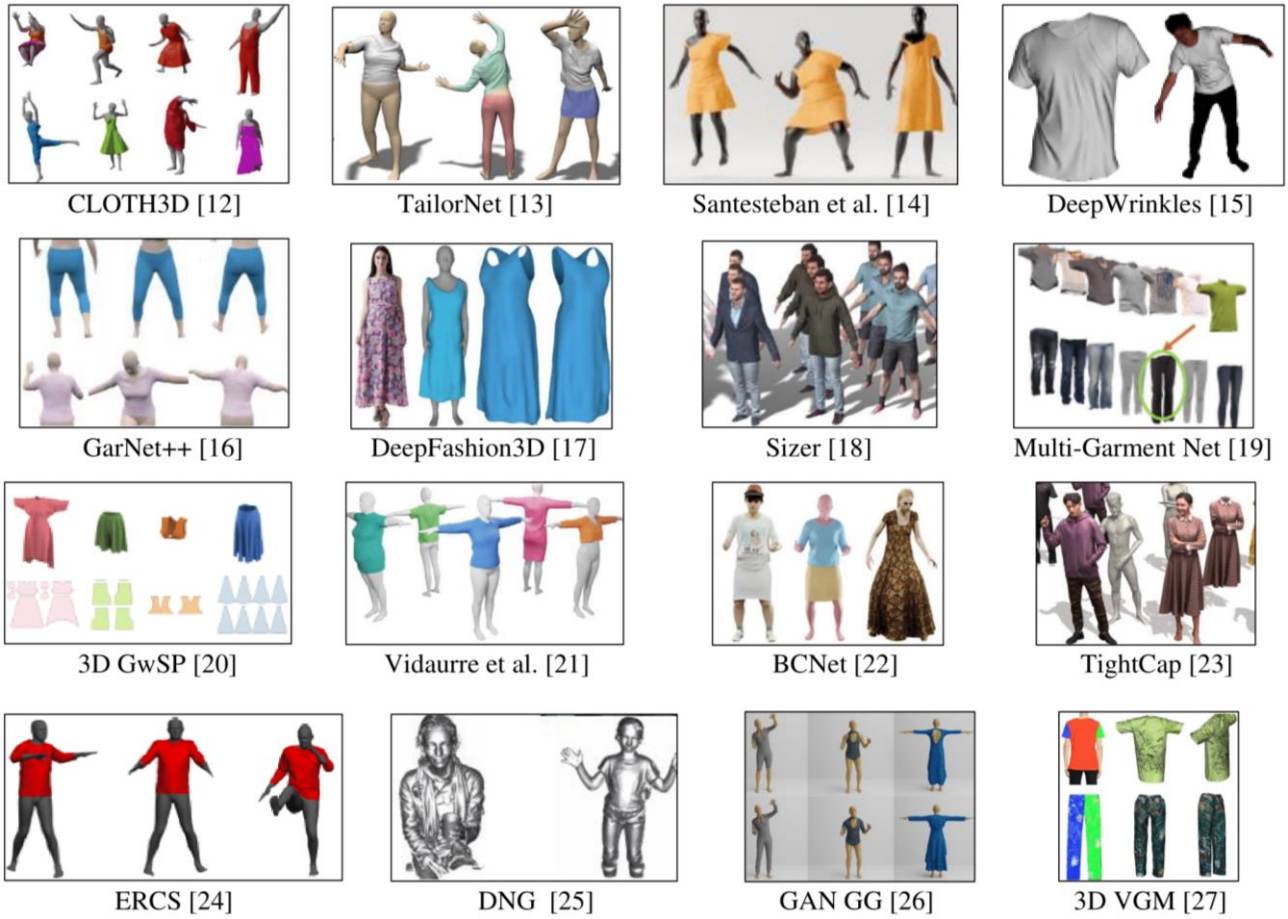 CLOTH3D [12]
TailorNet [13]
Santesteban et al. [14]
DeepWrinkles [15]
GarNet++ [16]
DeepFashion3D [17]
Sizer [18]
Multi-Garment Net [19]
3D GwSP [20]
Vidaurre et al. [21]
BCNet [22]
TightCap [23]
ERCS [24]
DNG [25]
GAN GG [26]
3D VGM [27]